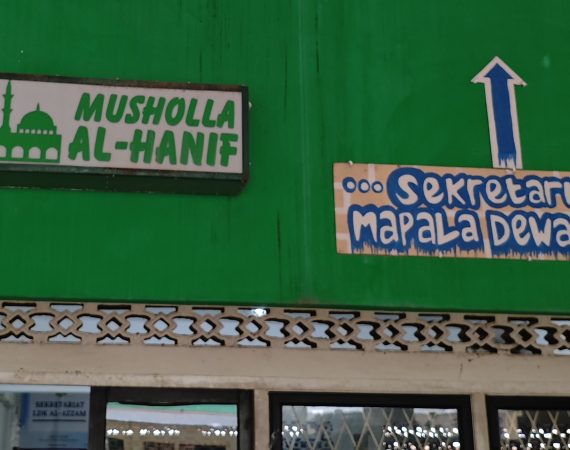 MUSHOLLA
AL-HANIF
... Sekretari
MAPALA DEWA